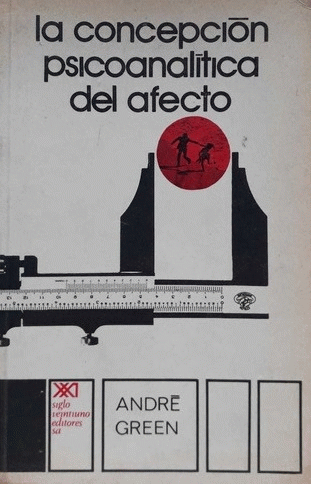 la concepción
psicoanalítica
del afecto
siglo
veintiuno
editores
sa
ANDRÉ
GREEN